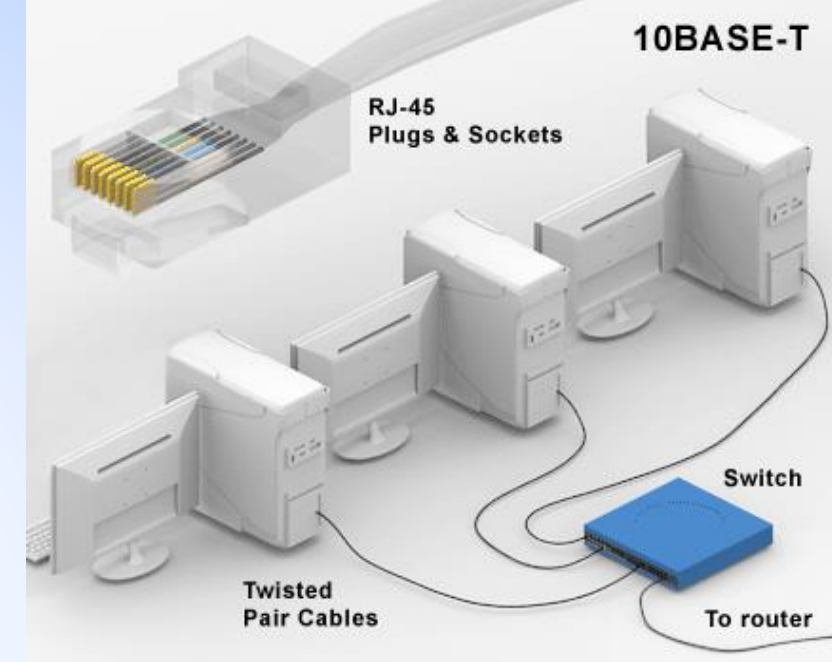 10BASE-T
RJ-45
Plugs & Sockets
Switch
Twisted
Pair Cables
To router